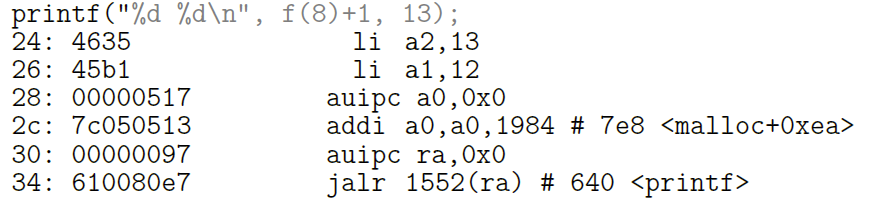 printf("%d %d\n", f(8)+1, 13);
24: 4635 li a2,13
26: 45b1 li a1,12
28: 00000517 auipc a0,0x0
2c: 7c050513 addi a0,a0,1984 # 7e8 <malloc+0xea>
30: 00000097 auipc ra,0x0
34: 610080e7 jalr 1552(ra) # 640 <printf>